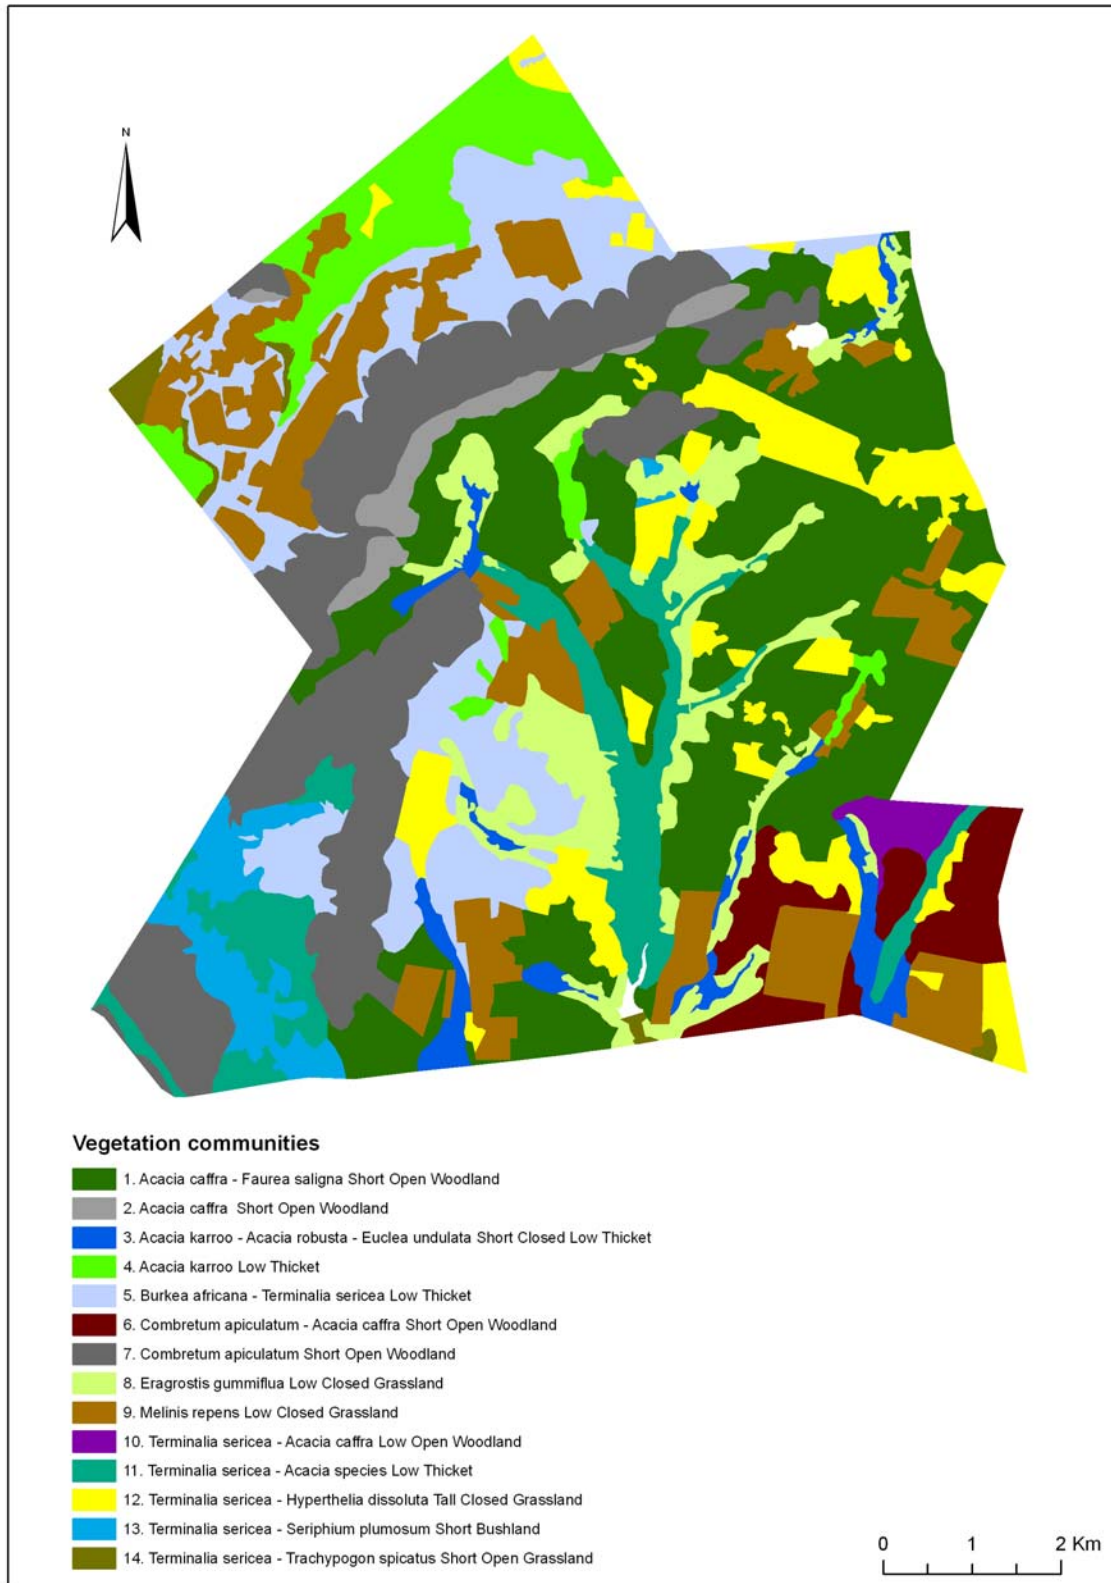 N
Vegetation communities
1. Acacia caffra - Faurea saligna Short Open Woodland
2. Acacia caffra Short Open Woodland
3. Acacia karroo - Acacia robusta - Euclea undulata Short Closed Low Thicket
4. Acacia karroo Low Thicket
5. Burkea africana - Terminalia sericea Low Thicket
6. Combretum apiculatum - Acacia caffra Short Open Woodland
7. Combretum apiculatum Short Open Woodland
8. Eragrostis gummiflua Low Closed Grassland
9. Melinis repens Low Closed Grassland
10. Terminalia sericea - Acacia caffra Low Open Woodland
11. Terminalia sericea - Acacia species Low Thicket
12. Terminalia sericea - Hyperthelia dissoluta Tall Closed Grassland
13. Terminalia sericea - Seriphium plumosum Short Bushland
14. Terminalia sericea - Trachypogon spicatus Short Open Grassland
0 1 2 Km